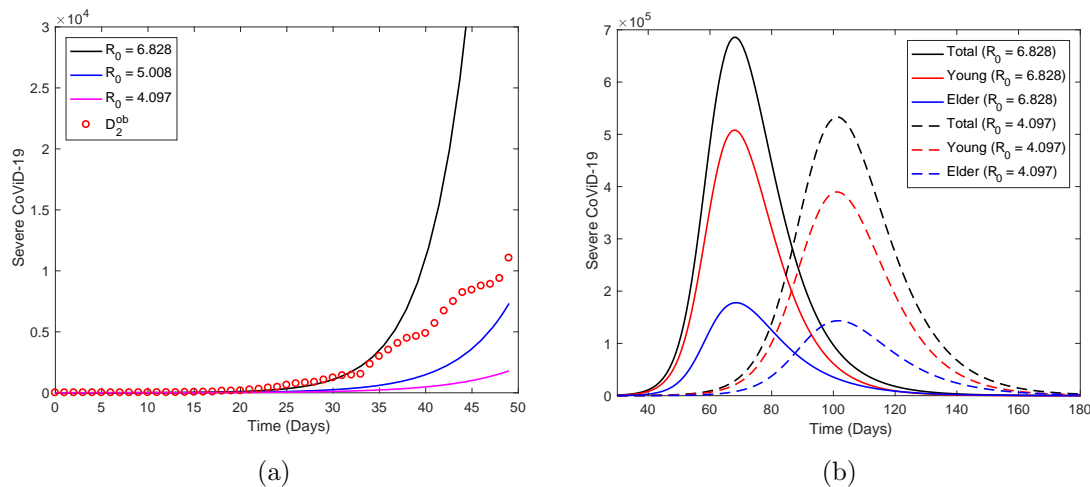 ×10^4
3
2.5
2
1.5
1
0.5
0
Severe CoViD-19
R_0 = 6.828
R_0 = 5.008
R_0 = 4.097
D_2^ob
0 5 10 15 20 25 30 35 40 45 50
Time (Days)
(a)
×10^5
7
6
5
4
3
2
1
0
Severe CoViD-19
Total (R_0 = 6.828)
Young (R_0 = 6.828)
Elder (R_0 = 6.828)
Total (R_0 = 4.097)
Young (R_0 = 4.097)
Elder (R_0 = 4.097)
40 60 80 100 120 140 160 180
Time (Days)
(b)